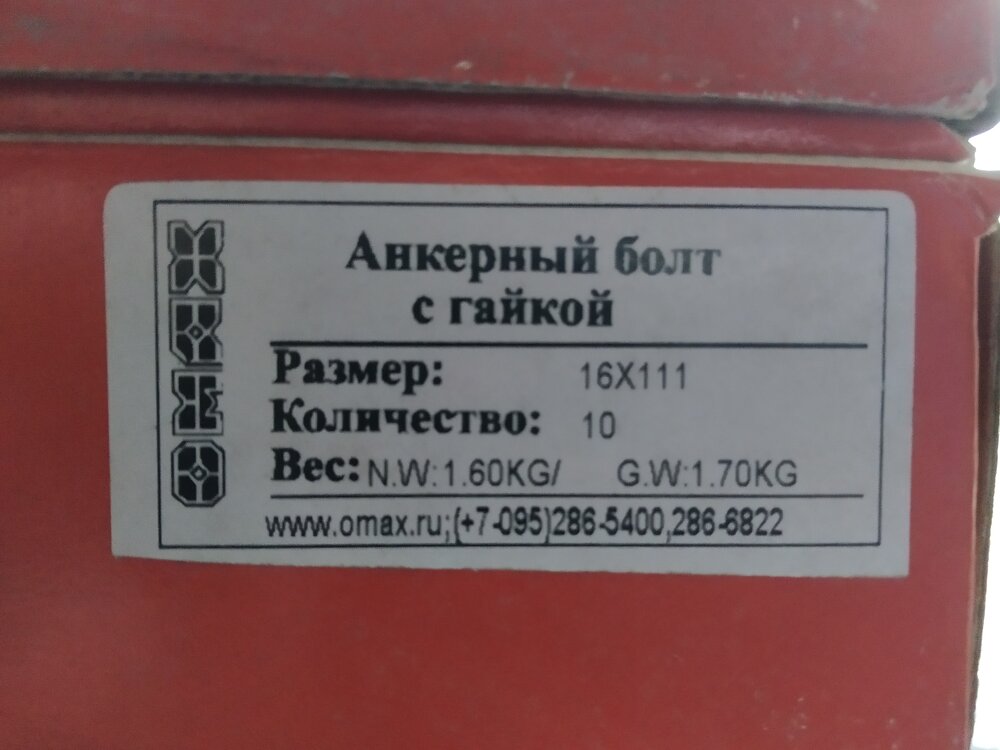 Анкерный болт
с гайкой
Размер: 16X111
Количество: 10
Вес: N.W:1.60KG/ G.W:1.70KG
www.omax.ru;(+7-095)286-5400,286-6822
OMAX